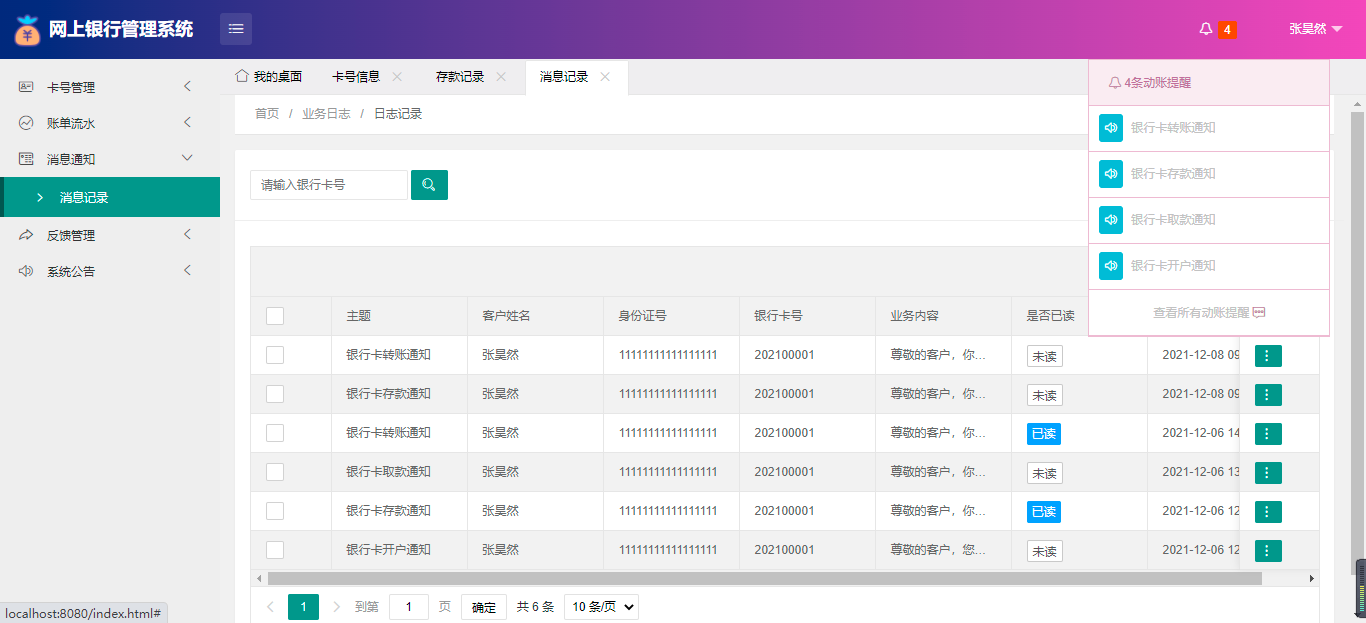 网上银行管理系统
4
张昊然
卡号管理
账单流水
消息通知
消息记录
反馈管理
系统公告
我的桌面 卡号信息 存款记录 消息记录
首页 / 业务日志 / 日志记录
请输入银行卡号
4条动账提醒
银行卡转账通知
银行卡存款通知
银行卡取款通知
银行卡开户通知
查看所有动账提醒
主题 客户姓名 身份证号 银行卡号 业务内容 是否已读
银行卡转账通知 张昊然 11111111111111111 202100001 尊敬的客户，你... 未读 2021-12-08 09
银行卡存款通知 张昊然 11111111111111111 202100001 尊敬的客户，你... 未读 2021-12-08 09
银行卡转账通知 张昊然 11111111111111111 202100001 尊敬的客户，你... 已读 2021-12-06 14
银行卡取款通知 张昊然 11111111111111111 202100001 尊敬的客户，你... 未读 2021-12-06 13
银行卡存款通知 张昊然 11111111111111111 202100001 尊敬的客户，你... 已读 2021-12-06 12
银行卡开户通知 张昊然 11111111111111111 202100001 尊敬的客户，您... 未读 2021-12-06 12
1 到第 1 页 确定 共 6 条 10 条/页
localhost:8080/index.html#